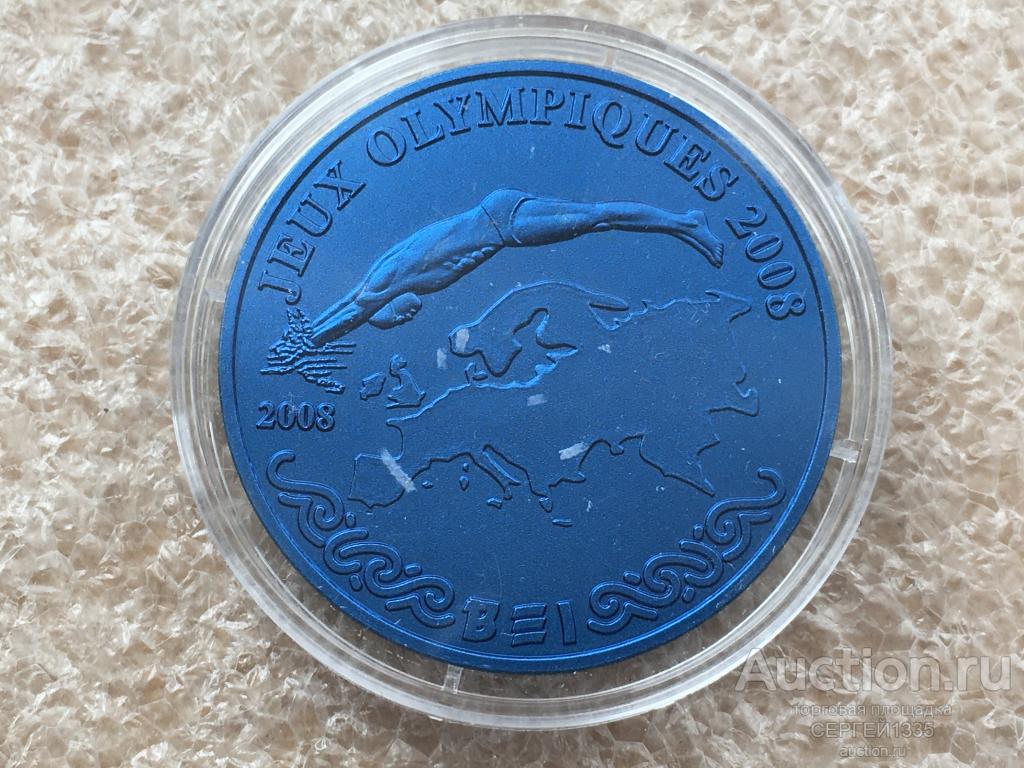 JEUX OLYMPIQUES 2008
2008
BEI
Auction.ru
торговая площадка
СЕРГЕЙ1335
auction.ru